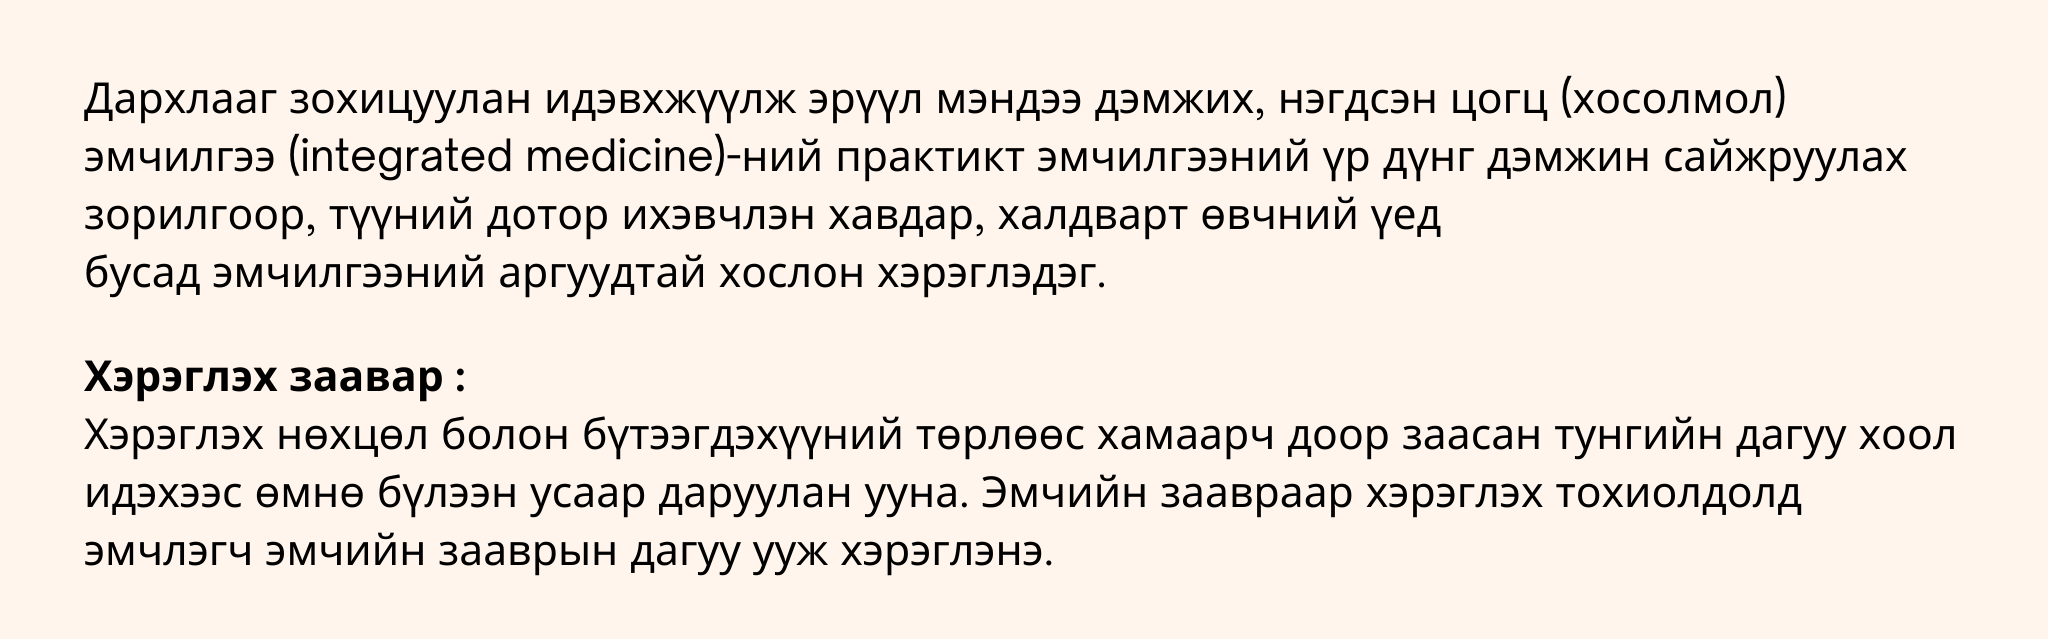 Дархлааг зохицуулан идэвхжүүлж эрүүл мэндээ дэмжих, нэгдсэн цогц (хосолмол)
эмчилгээ (integrated medicine)-ний практикт эмчилгээний үр дүнг дэмжин сайжруулах
зорилгоор, түүний дотор ихэвчлэн хавдар, халдварт өвчний үед
бусад эмчилгээний аргуудтай хослон хэрэглэдэг.
Хэрэглэх заавар :
Хэрэглэх нөхцөл болон бүтээгдэхүүний төрлөөс хамаарч доор заасан тунгийн дагуу хоол
идэхээс өмнө бүлээн усаар даруулан ууна. Эмчийн заавраар хэрэглэх тохиолдолд
эмчлэгч эмчийн зааврын дагуу ууж хэрэглэнэ.